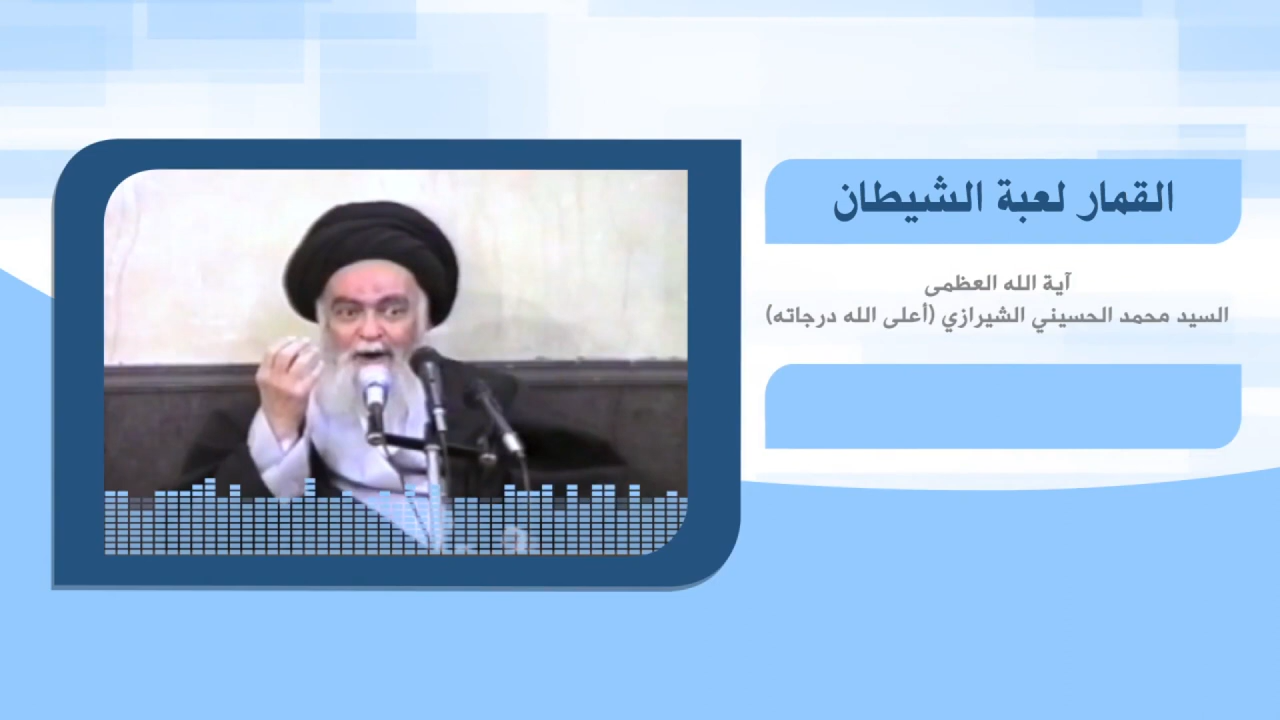 القمار لعبة الشيطان
آية الله العظمى
السيد محمد الحسيني الشيرازي (أعلى الله درجاته)